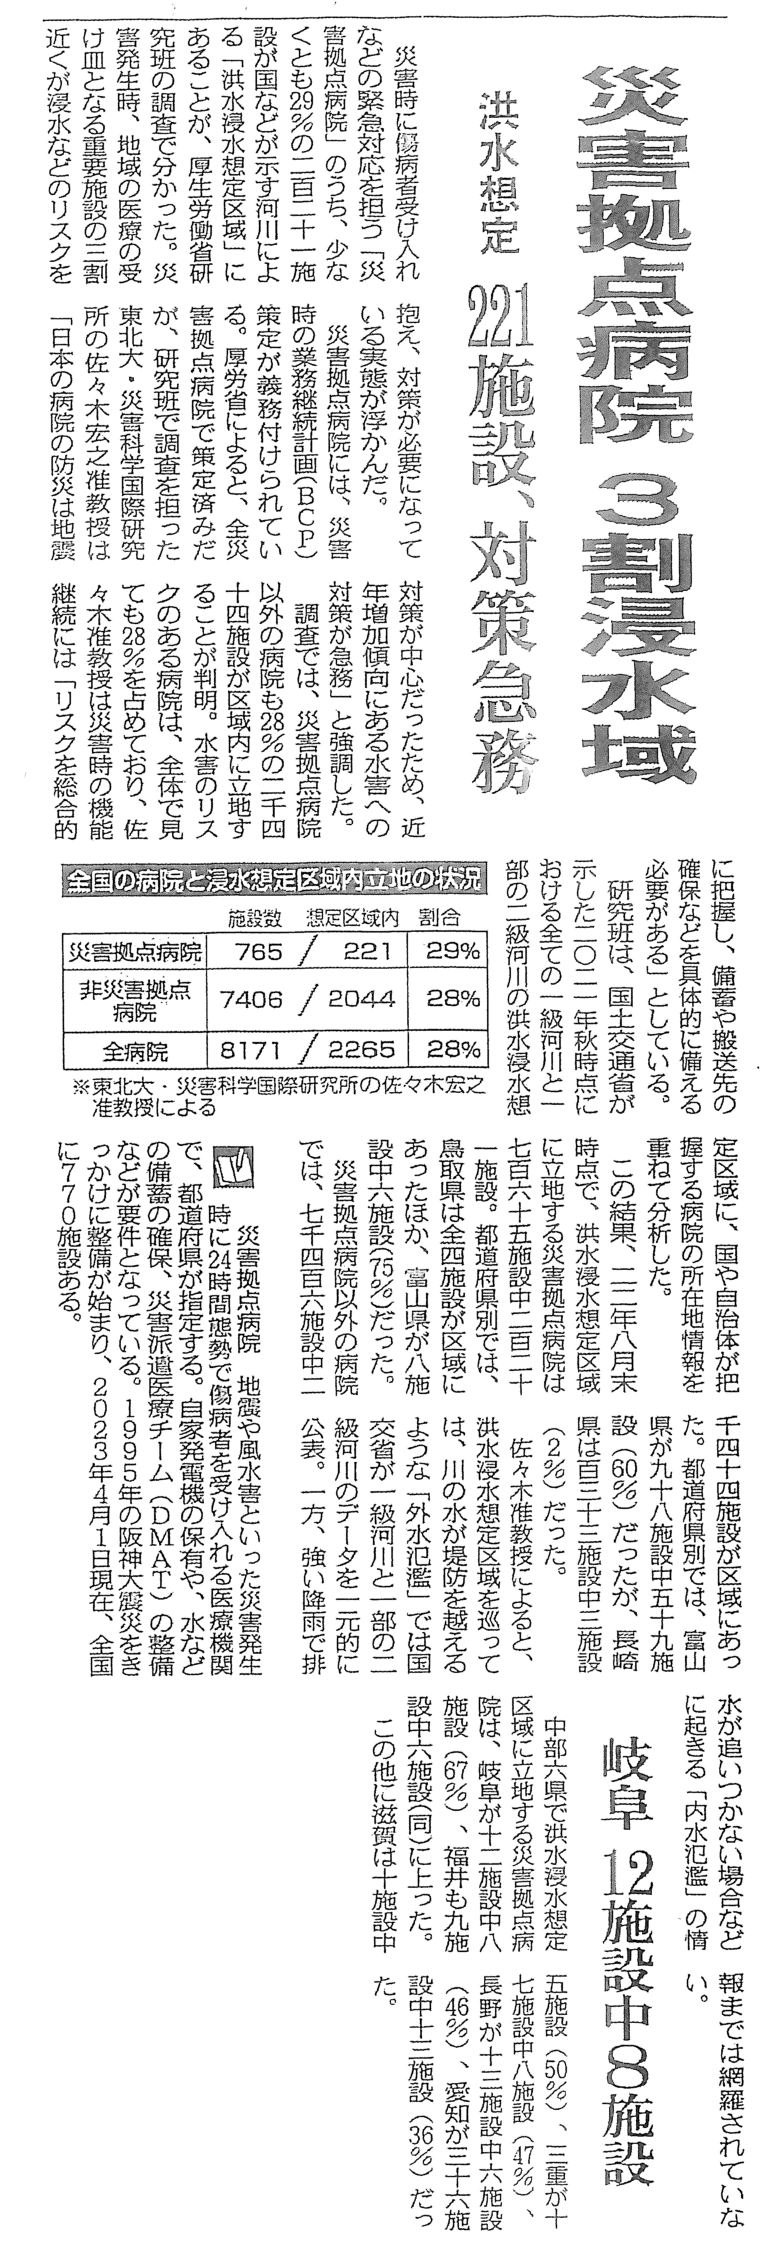 災害拠点病院 3割浸水域
洪水想定 221施設、対策急務
災害時に傷病者受け入れ
などの緊急対応を担う「災
害拠点病院」のうち、少な
くとも29%の二百二十一施
設が国などが示す河川によ
る「洪水浸水想定区域」に
あることが、厚生労働省研
究班の調査で分かった。災
害発生時、地域の医療の受
け皿となる重要施設の三割
近くが浸水などのリスクを
抱え、対策が必要になって
いる実態が浮かんだ。
災害拠点病院には、災害
時の業務継続計画(BCP)
策定が義務付けられてい
る。厚労省によると、全災
害拠点病院で策定済みだ
が、研究班で調査を担った
東北大・災害科学国際研究
所の佐々木宏之准教授は
「日本の病院の防災は地震
対策が中心だったため、近
年増加傾向にある水害への
対策が急務」と強調した。
調査では、災害拠点病院
以外の病院も28%の二千四
十四施設が区域内に立地す
ることが判明。水害のリス
クのある病院は、全体で見
ても28%を占めており、佐
々木准教授は災害時の機能
継続には「リスクを総合的
に把握し、備蓄や搬送先の
確保などを具体的に備える
必要がある」としている。
研究班は、国土交通省が
示した二〇二一年秋時点に
おける全ての一級河川と一
部の二級河川の洪水浸水想
全国の病院と浸水想定区域内立地の状況
施設数 想定区域内 割合
災害拠点病院 765 / 221 29%
非災害拠点
病院 7406 / 2044 28%
全病院 8171 / 2265 28%
※東北大・災害科学国際研究所の佐々木宏之
准教授による
定区域に、国や自治体が把
握する病院の所在地情報を
重ねて分析した。
この結果、二二年八月末
時点で、洪水浸水想定区域
に立地する災害拠点病院は
七百六十五施設中二百二十
一施設。都道府県別では、
鳥取県は全四施設が区域に
あったほか、富山県が八施
設中六施設(75%)だった。
災害拠点病院以外の病院
では、七千四百六施設中二
千四十四施設が区域にあっ
た。都道府県別では、富山
県が九十八施設中五十九施
設(60%)だったが、長崎
県は百三十三施設中三施設
(2%)だった。
佐々木准教授によると、
洪水浸水想定区域を巡って
は、川の水が堤防を越える
ような「外水氾濫」では国
交省が一級河川と一部の二
級河川のデータを一元的に
公表。一方、強い降雨で排
水が追いつかない場合など
に起きる「内水氾濫」の情
報までは網羅されていな
い。
災害拠点病院 地震や風水害といった災害発生
時に24時間態勢で傷病者を受け入れる医療機関
で、都道府県が指定する。自家発電機の保有や、水など
の備蓄の確保、災害派遣医療チーム(DMAT)の整備
などが要件となっている。1995年の阪神大震災をき
っかけに整備が始まり、2023年4月1日現在、全国
に770施設ある。
岐阜 12施設中8施設
中部六県で洪水浸水想定
区域に立地する災害拠点病
院は、岐阜が十二施設中八
施設(67%)、福井も九施
設中六施設(同)に上った。
この他に滋賀は十施設中
五施設(50%)、三重が十
七施設中八施設(47%)、
長野が十三施設中六施設
(46%)、愛知が三十六施
設中十三施設(36%)だっ
た。